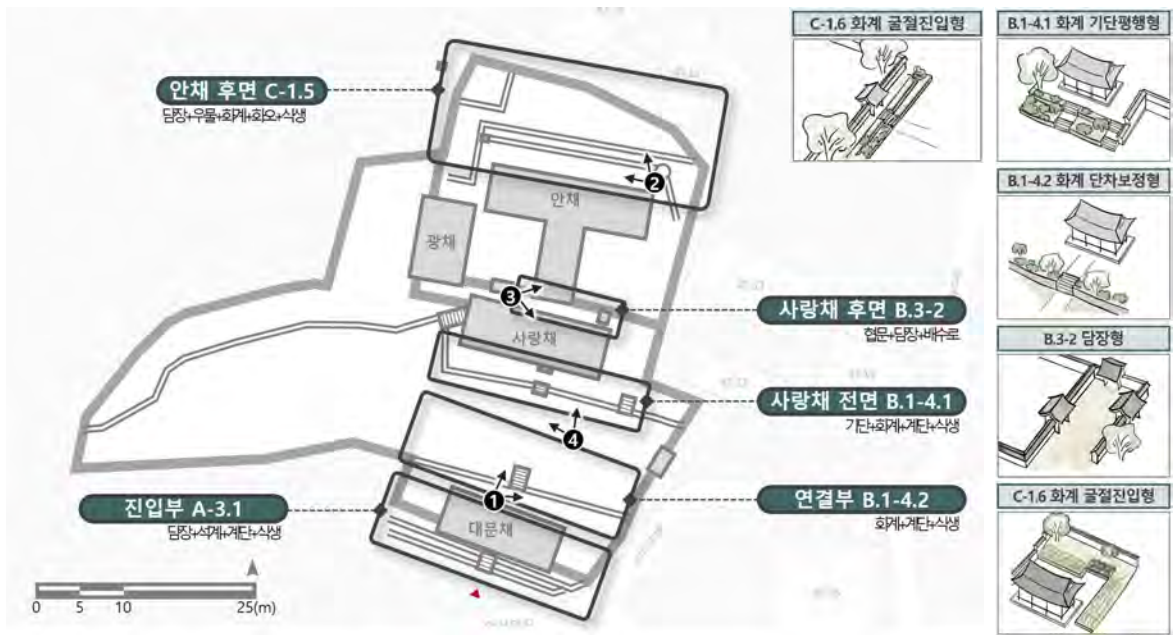 안채 후면 C-1.5
담장+우물+화계+화오+식생
안채
광채
사랑채
사랑채 후면 B.3-2
협문+담장+배수로
사랑채 전면 B.1-4.1
기단+화계+계단+식생
연결부 B.1-4.2
화계+계단+식생
진입부 A-3.1
담장+석계+계단+식생
대문채
1
2
3
4
0 5 10 25(m)
C-1.6 화계 굴절진입형
B.1-4.1 화계 기단평행형
B.1-4.2 화계 단차보정형
B.3-2 담장형
C-1.6 화계 굴절진입형